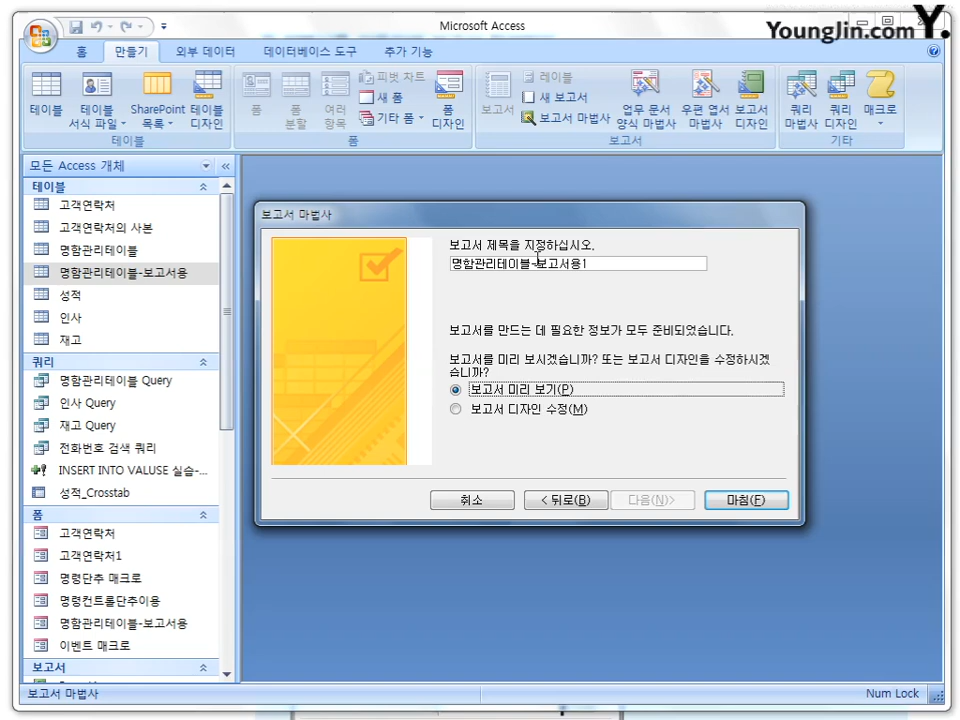 Microsoft Access
Y.
YoungJin.com
홈 만들기 외부 데이터 데이터베이스 도구 추가 기능
테이블
테이블 서식 파일
SharePoint 목록
테이블 디자인
테이블
폼
폼 분할
여러 항목
피벗 차트
새 폼
기타 폼
폼 디자인
폼
보고서
레이블
새 보고서
보고서 마법사
업무 문서 양식 마법사
우편 엽서 마법사
보고서 디자인
보고서
쿼리 마법사
쿼리 디자인
매크로
기타
모든 Access 개체
테이블
고객연락처
고객연락처의 사본
명함관리테이블
명함관리테이블-보고서용
성적
인사
재고
쿼리
명함관리테이블 Query
인사 Query
재고 Query
전화번호 검색 쿼리
INSERT INTO VALUSE 실습-...
성적_Crosstab
폼
고객연락처
고객연락처1
명령단추 매크로
명령컨트롤단추이용
명함관리테이블-보고서용
이벤트 매크로
보고서
보고서 마법사
보고서 제목을 지정하십시오.
명함관리테이블-보고서용1
보고서를 만드는 데 필요한 정보가 모두 준비되었습니다.
보고서를 미리 보시겠습니까? 또는 보고서 디자인을 수정하시겠
습니까?
보고서 미리 보기(P)
보고서 디자인 수정(M)
취소 < 뒤로(B) 다음(N)> 마침(F)
보고서 마법사
Num Lock